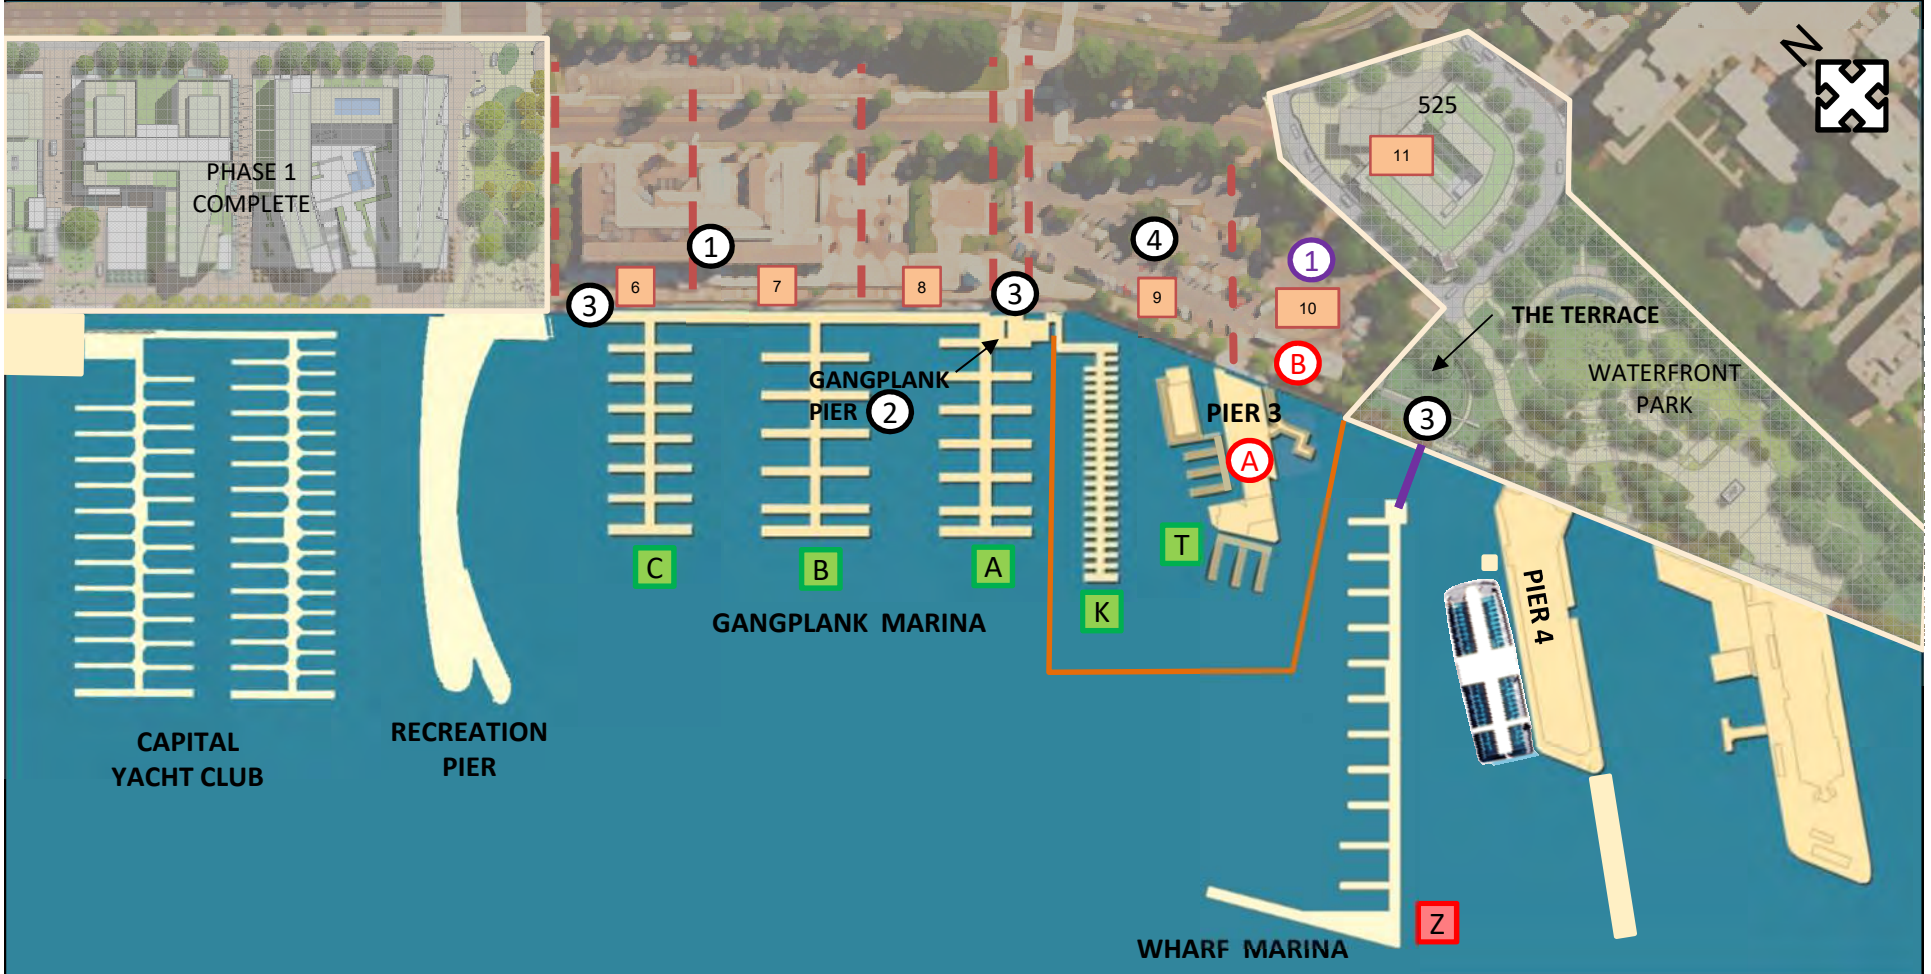 N
525
11
PHASE 1
COMPLETE
1
4
1
6
7
8
3
3
9
10
THE TERRACE
B
WATERFRONT
PARK
GANGPLANK
PIER
2
PIER 3
3
A
T
C
B
A
K
PIER 4
GANGPLANK MARINA
CAPITAL
YACHT CLUB
RECREATION
PIER
Z
WHARF MARINA